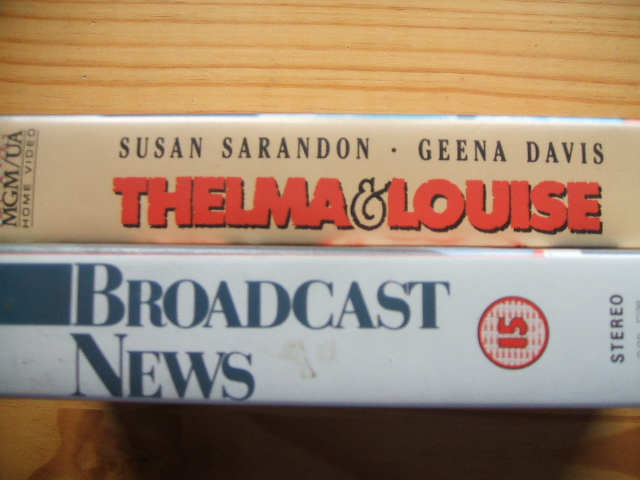 MGM/UA
HOME VIDEO
SUSAN SARANDON · GEENA DAVIS
THELMA & LOUISE
BROADCAST
NEWS
15
STEREO